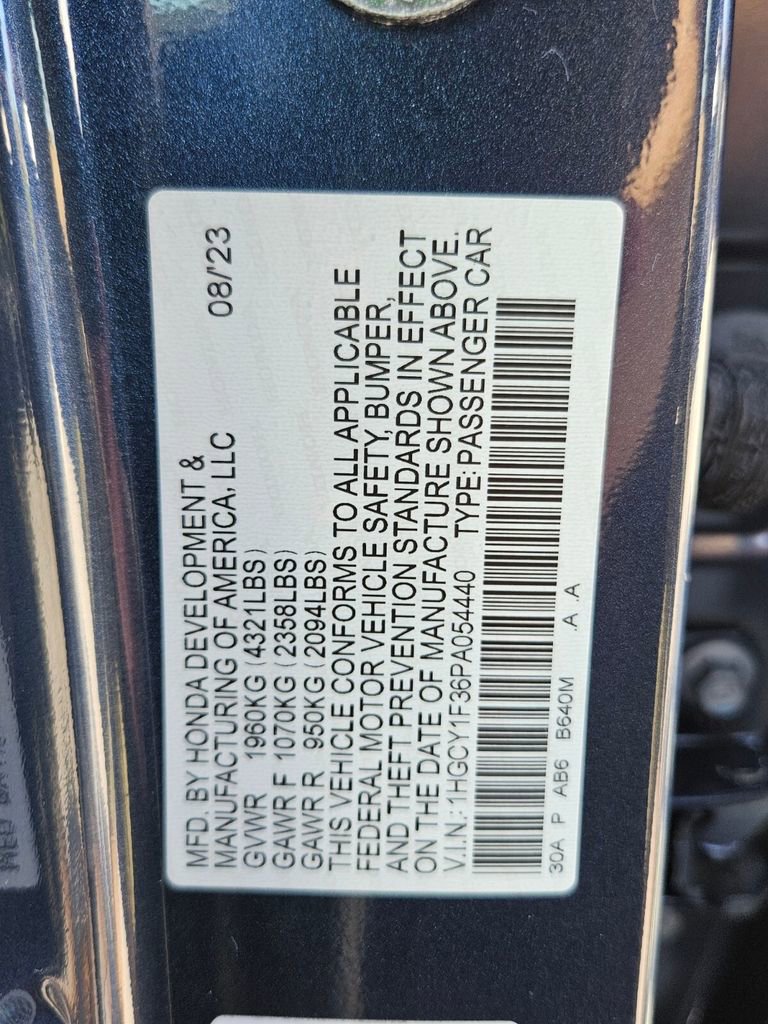 MFD. BY HONDA DEVELOPMENT &
MANUFACTURING OF AMERICA, LLC 08/'23
GVWR 1960KG (4321LBS)
GAWR F 1070KG (2358LBS)
GAWR R 950KG (2094LBS)
THIS VEHICLE CONFORMS TO ALL APPLICABLE
FEDERAL MOTOR VEHICLE SAFETY, BUMPER,
AND THEFT PREVENTION STANDARDS IN EFFECT
ON THE DATE OF MANUFACTURE SHOWN ABOVE.
V.I.N.: 1HGCY1F36PA054440 TYPE: PASSENGER CAR
30A P AB6 B640M .A .A